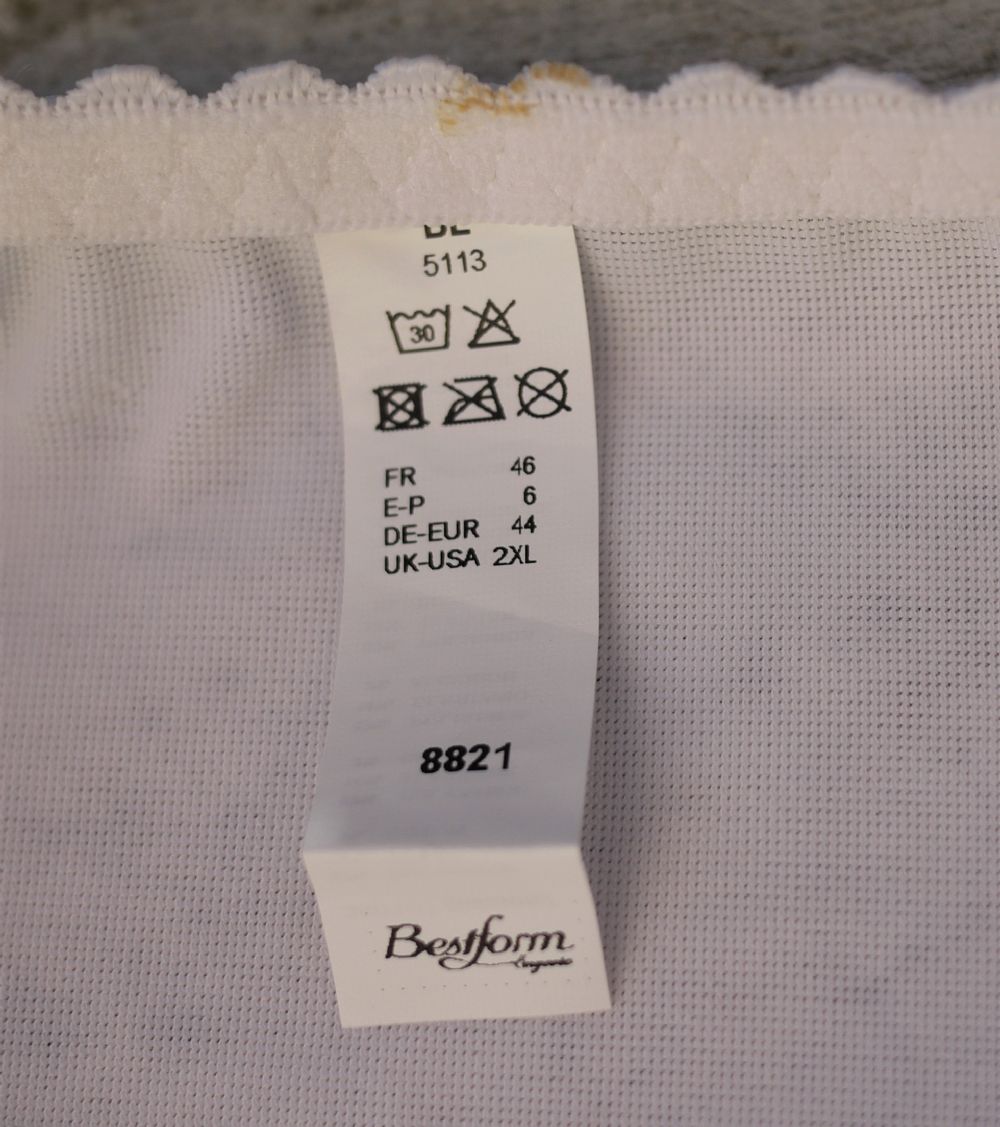 5113
30
FR 46
E-P 6
DE-EUR 44
UK-USA 2XL
8821
Bestform